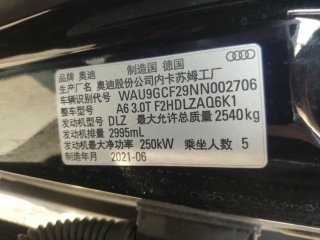 品牌 奥迪 制造国 德国
生产厂名 奥迪股份公司内卡苏姆工厂
车辆识别代号 WAU9GCF29NN002706
整车型号 A6 3.0T F2HDLZAQ6K1
发动机型号 DLZ 最大允许总质量 2540kg
发动机排量 2995mL
发动机最大净功率 250kW 乘坐人数 5
制造年月 2021-06